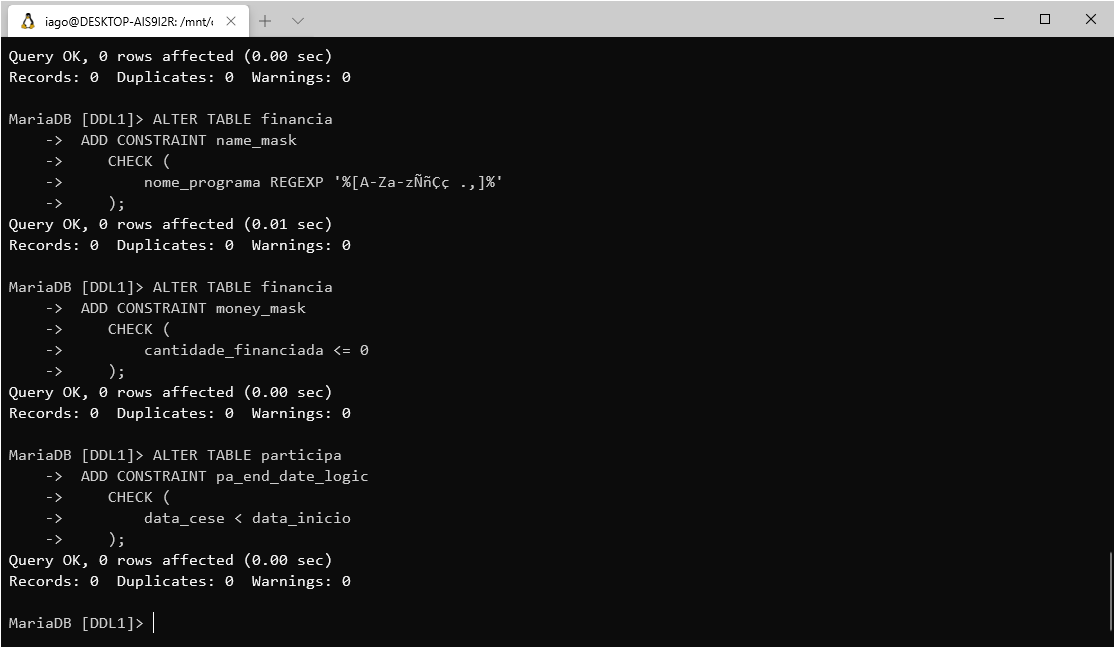 iago@DESKTOP-AIS9I2R: /mnt/c
Query OK, 0 rows affected (0.00 sec)
Records: 0  Duplicates: 0  Warnings: 0
MariaDB [DDL1]> ALTER TABLE financia
    ->  ADD CONSTRAINT name_mask
    ->     CHECK (
    ->         nome_programa REGEXP '%[A-Za-zÑñÇç .,]%'
    ->     );
Query OK, 0 rows affected (0.01 sec)
Records: 0  Duplicates: 0  Warnings: 0
MariaDB [DDL1]> ALTER TABLE financia
    ->  ADD CONSTRAINT money_mask
    ->     CHECK (
    ->         cantidade_financiada <= 0
    ->     );
Query OK, 0 rows affected (0.00 sec)
Records: 0  Duplicates: 0  Warnings: 0
MariaDB [DDL1]> ALTER TABLE participa
    ->  ADD CONSTRAINT pa_end_date_logic
    ->     CHECK (
    ->         data_cese < data_inicio
    ->     );
Query OK, 0 rows affected (0.00 sec)
Records: 0  Duplicates: 0  Warnings: 0
MariaDB [DDL1]>